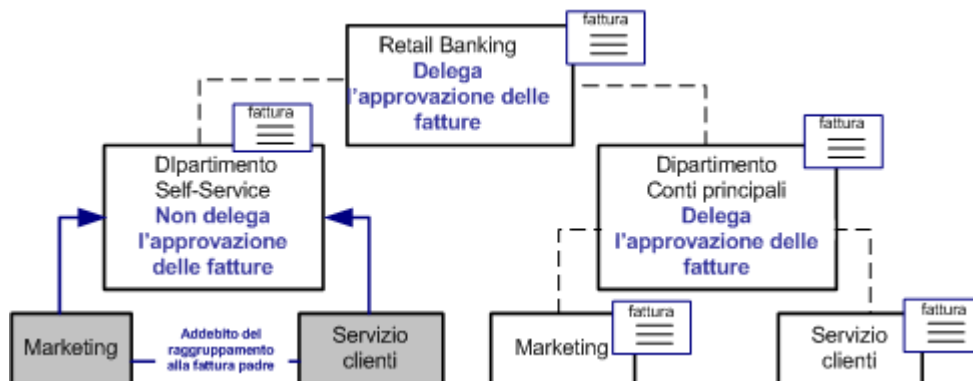 fattura
Retail Banking
Delega
l'approvazione delle
fatture
fattura
DIpartimento
Self-Service
Non delega
l'approvazione
delle fatture
fattura
Dipartimento
Conti principali
Delega
l'approvazione delle
fatture
Marketing
Addebito del
raggruppamento
alla fattura padre
Servizio
clienti
fattura
Marketing
fattura
Servizio
clienti